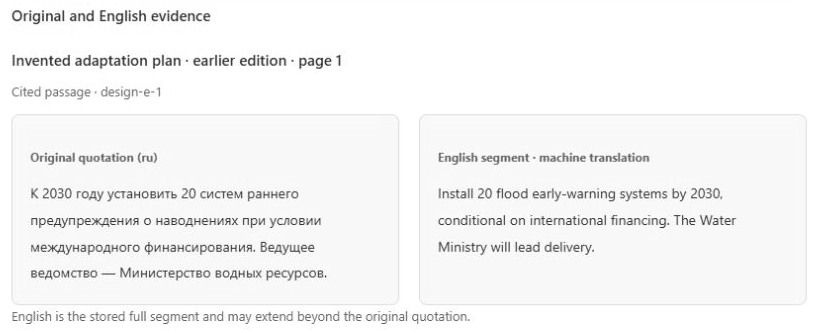 Original and English evidence
Invented adaptation plan · earlier edition · page 1
Cited passage · design-e-1
Original quotation (ru)
К 2030 году установить 20 систем раннего
предупреждения о наводнениях при условии
международного финансирования. Ведущее
ведомство — Министерство водных ресурсов.
English segment · machine translation
Install 20 flood early-warning systems by 2030,
conditional on international financing. The Water
Ministry will lead delivery.
English is the stored full segment and may extend beyond the original quotation.